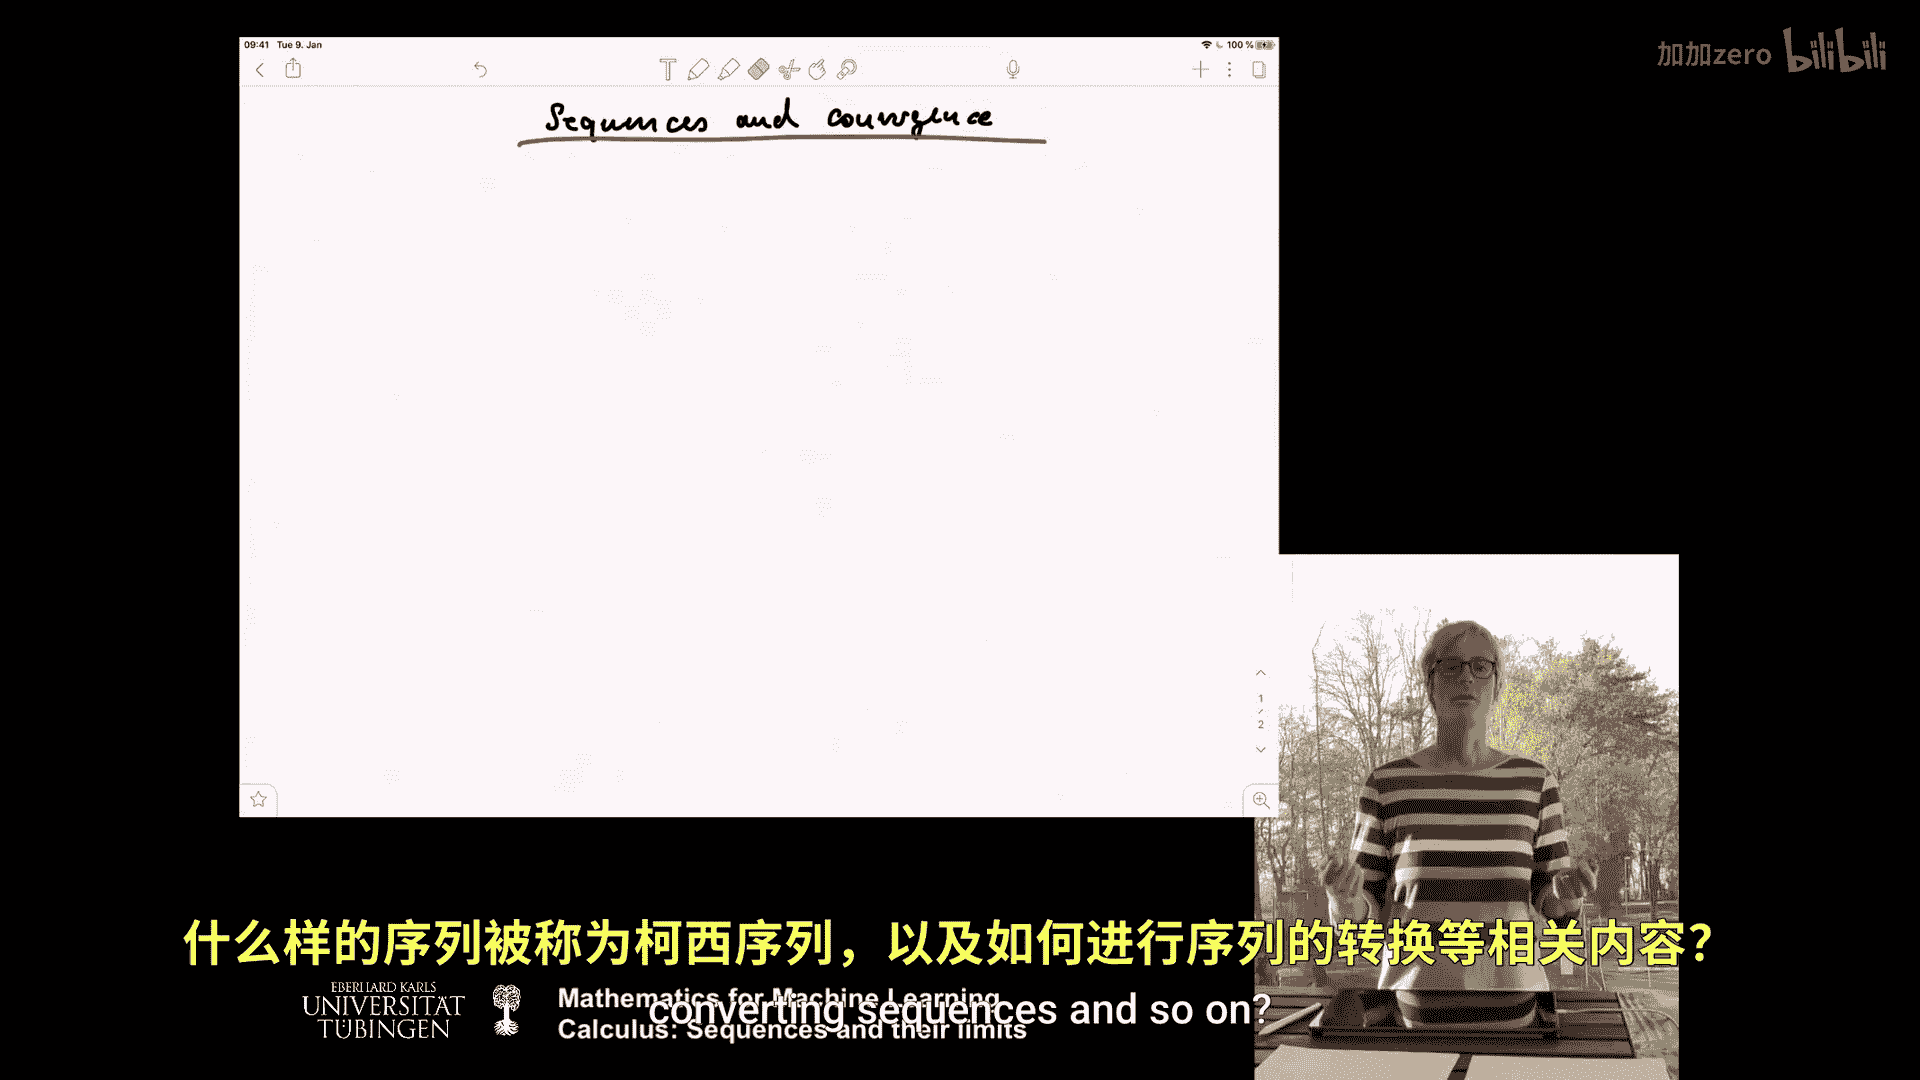 09:41 Tue 9. Jan
100 %
加加zero bilibili
Sequences and convergence
1
2
什么样的序列被称为柯西序列，以及如何进行序列的转换等相关内容？
converting sequences and so on?
EBERHARD KARLS
UNIVERSITÄT
TÜBINGEN
Mathematics for Machine Learning
Calculus: Sequences and their limits